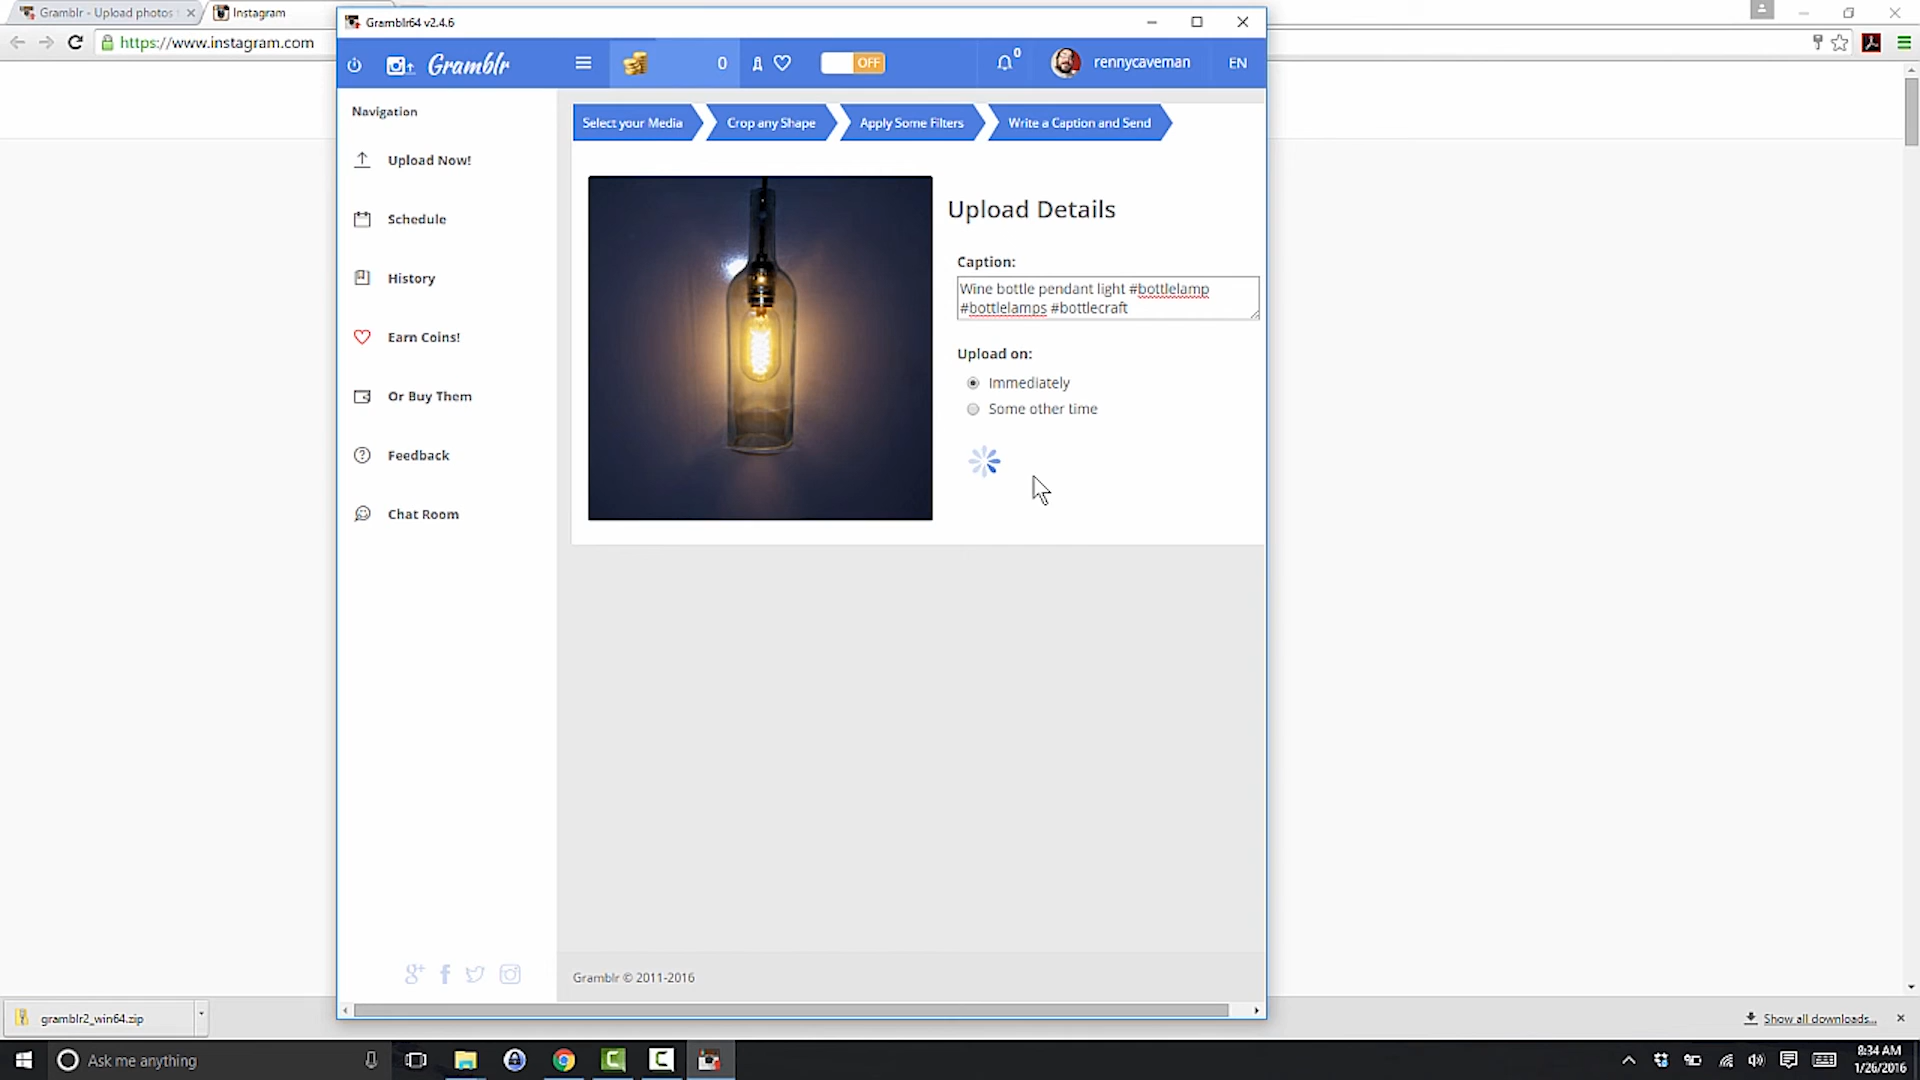 Gramblr - Upload photos
Instagram
https://www.instagram.com
Gramblr64 v2.4.6
Gramblr
0
OFF
0
rennycaveman
EN
Navigation
Upload Now!
Schedule
History
Earn Coins!
Or Buy Them
Feedback
Chat Room
Select your Media
Crop any Shape
Apply Some Filters
Write a Caption and Send
Upload Details
Caption:
Wine bottle pendant light #bottlelamp
#bottlelamps #bottlecraft
Upload on:
Immediately
Some other time
Gramblr © 2011-2016
gramblr2_win64.zip
Show all downloads...
Ask me anything
8:34 AM
1/26/2016